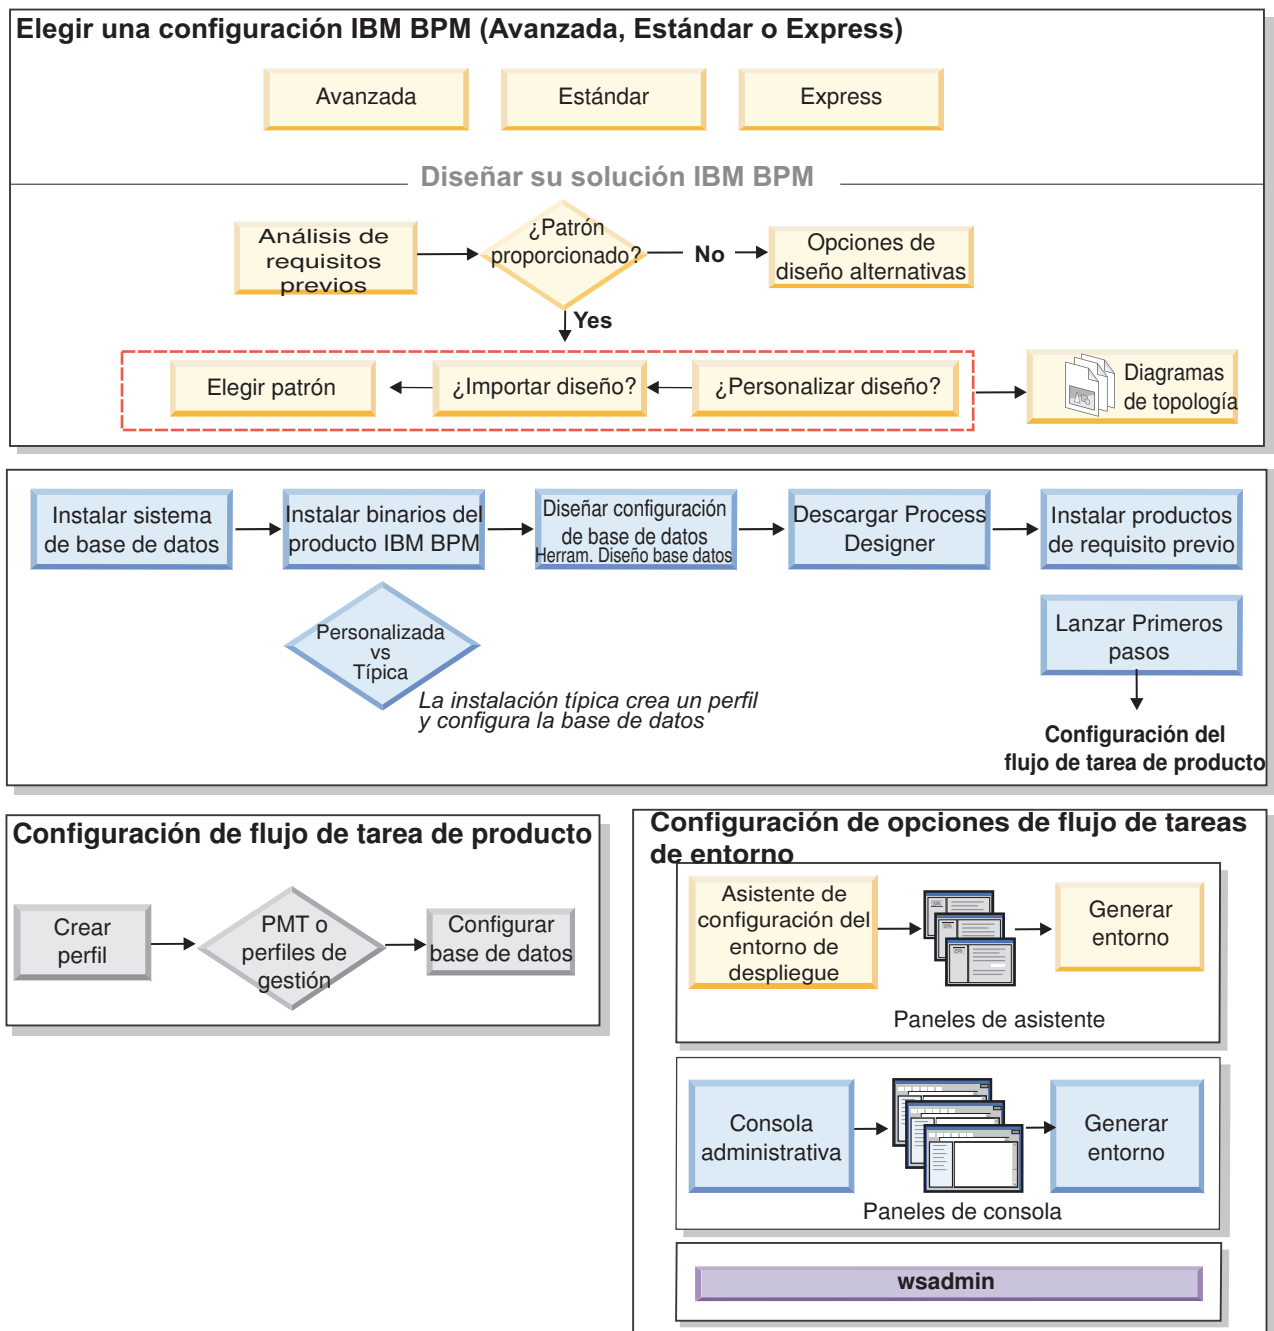 Elegir una configuración IBM BPM (Avanzada, Estándar o Express)
Avanzada
Estándar
Express
Diseñar su solución IBM BPM
Análisis de
requisitos
previos
¿Patrón
proporcionado?
No
Opciones de
diseño alternativas
Yes
Elegir patrón
¿Importar diseño?
¿Personalizar diseño?
Diagramas
de topología
Instalar sistema
de base de datos
Instalar binarios del
producto IBM BPM
Diseñar configuración
de base de datos
Herram. Diseño base datos
Descargar Process
Designer
Instalar productos
de requisito previo
Personalizada
vs
Típica
La instalación típica crea un perfil
y configura la base de datos
Lanzar Primeros
pasos
Configuración del
flujo de tarea de producto
Configuración de flujo de tarea de producto
Crear
perfil
PMT o
perfiles de
gestión
Configurar
base de datos
Configuración de opciones de flujo de tareas
de entorno
Asistente de
configuración del
entorno de
despliegue
Generar
entorno
Paneles de asistente
Consola
administrativa
Generar
entorno
Paneles de consola
wsadmin